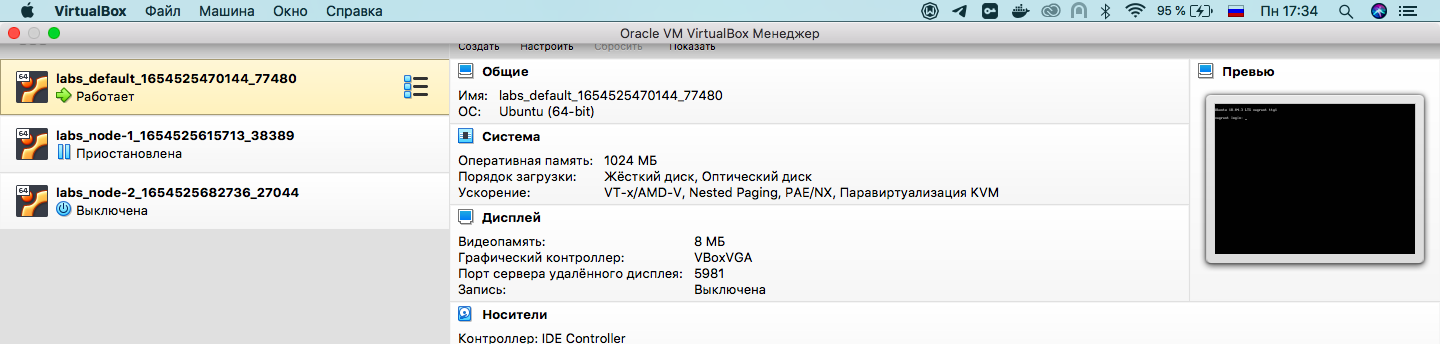 VirtualBox Файл Машина Окно Справка 95 % Пн 17:34
Oracle VM VirtualBox Менеджер
Создать Настроить Сбросить Показать
64 labs_default_1654525470144_77480
Работает
64 labs_node-1_1654525615713_38389
Приостановлена
64 labs_node-2_1654525682736_27044
Выключена
Общие
Имя: labs_default_1654525470144_77480
ОС: Ubuntu (64-bit)
Система
Оперативная память: 1024 МБ
Порядок загрузки: Жёсткий диск, Оптический диск
Ускорение: VT-x/AMD-V, Nested Paging, PAE/NX, Паравиртуализация KVM
Дисплей
Видеопамять: 8 МБ
Графический контроллер: VBoxVGA
Порт сервера удалённого дисплея: 5981
Запись: Выключена
Носители
Контроллер: IDE Controller
Превью